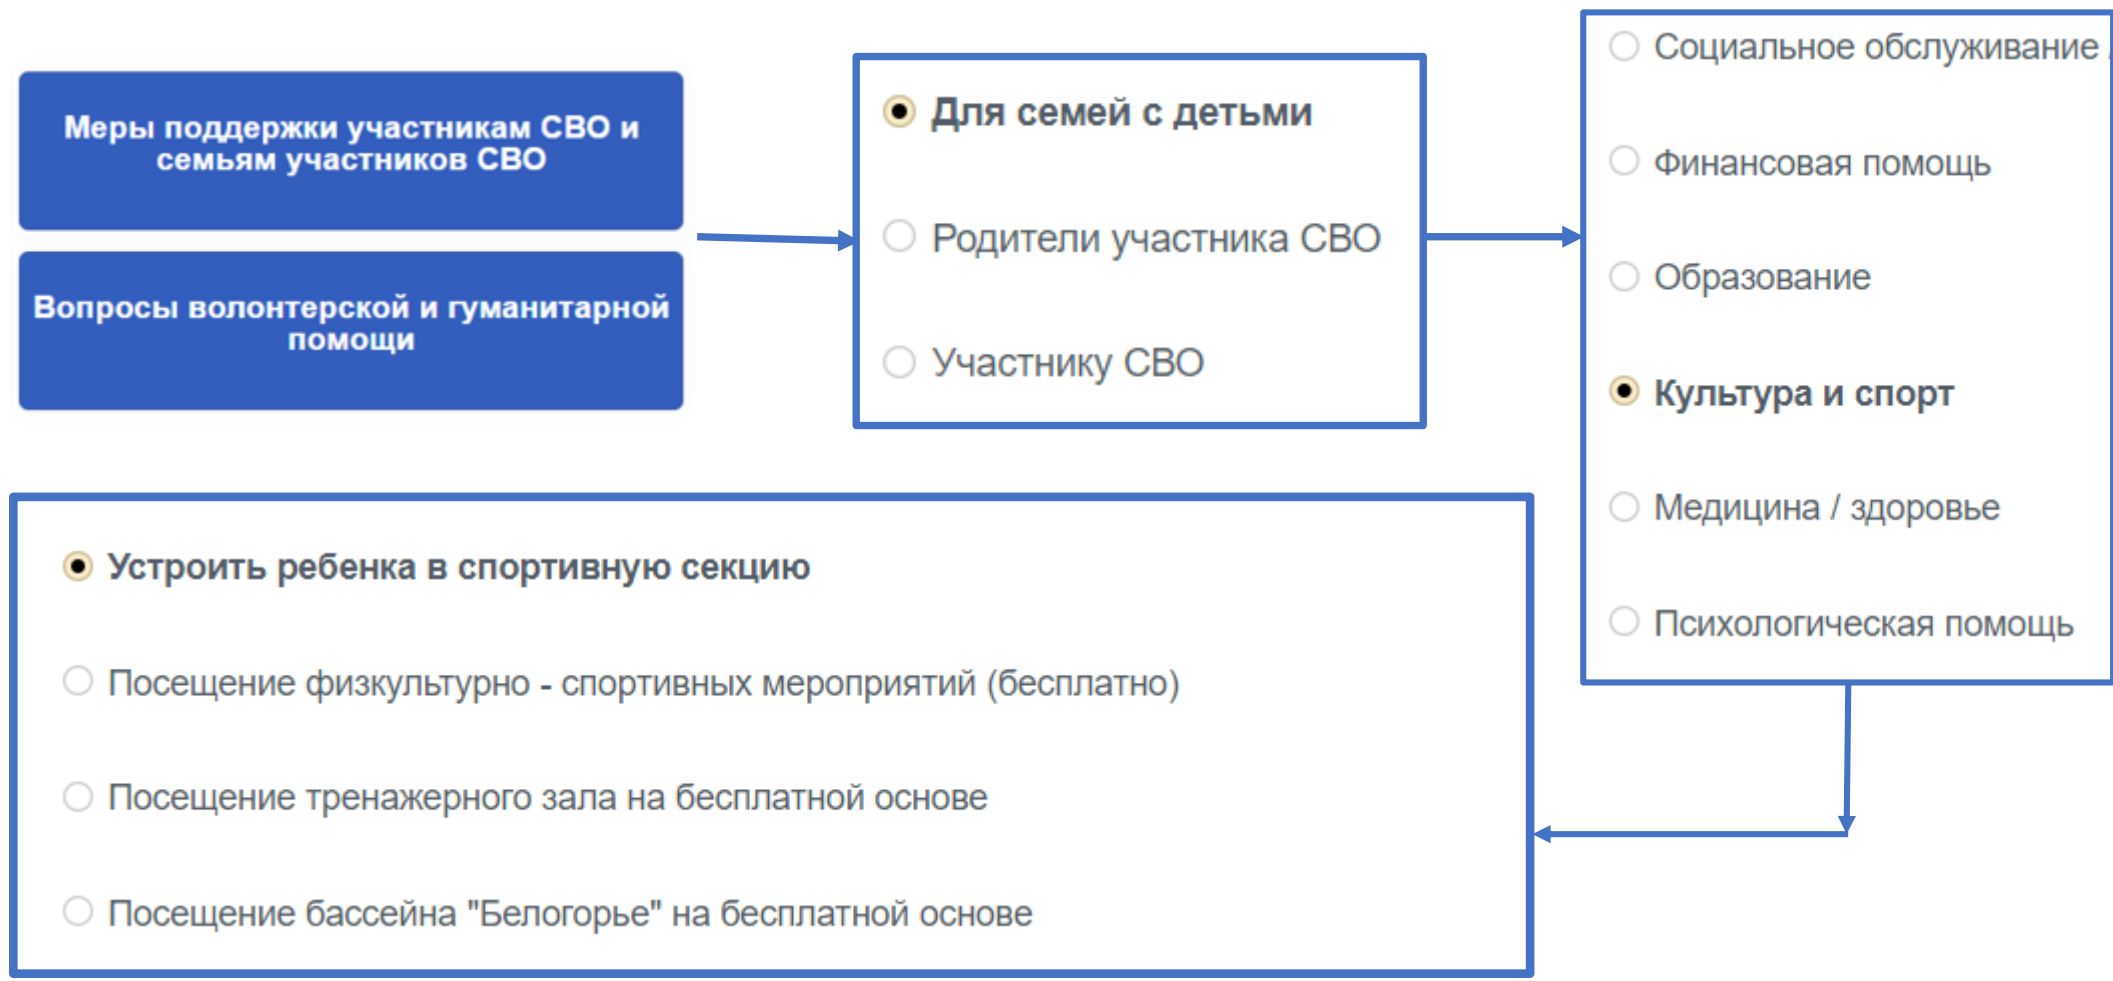 Меры поддержки участникам СВО и
семьям участников СВО
Вопросы волонтерской и гуманитарной
помощи
Для семей с детьми
Родители участника СВО
Участнику СВО
Социальное обслуживание /
Финансовая помощь
Образование
Культура и спорт
Медицина / здоровье
Психологическая помощь
Устроить ребенка в спортивную секцию
Посещение физкультурно - спортивных мероприятий (бесплатно)
Посещение тренажерного зала на бесплатной основе
Посещение бассейна "Белогорье" на бесплатной основе